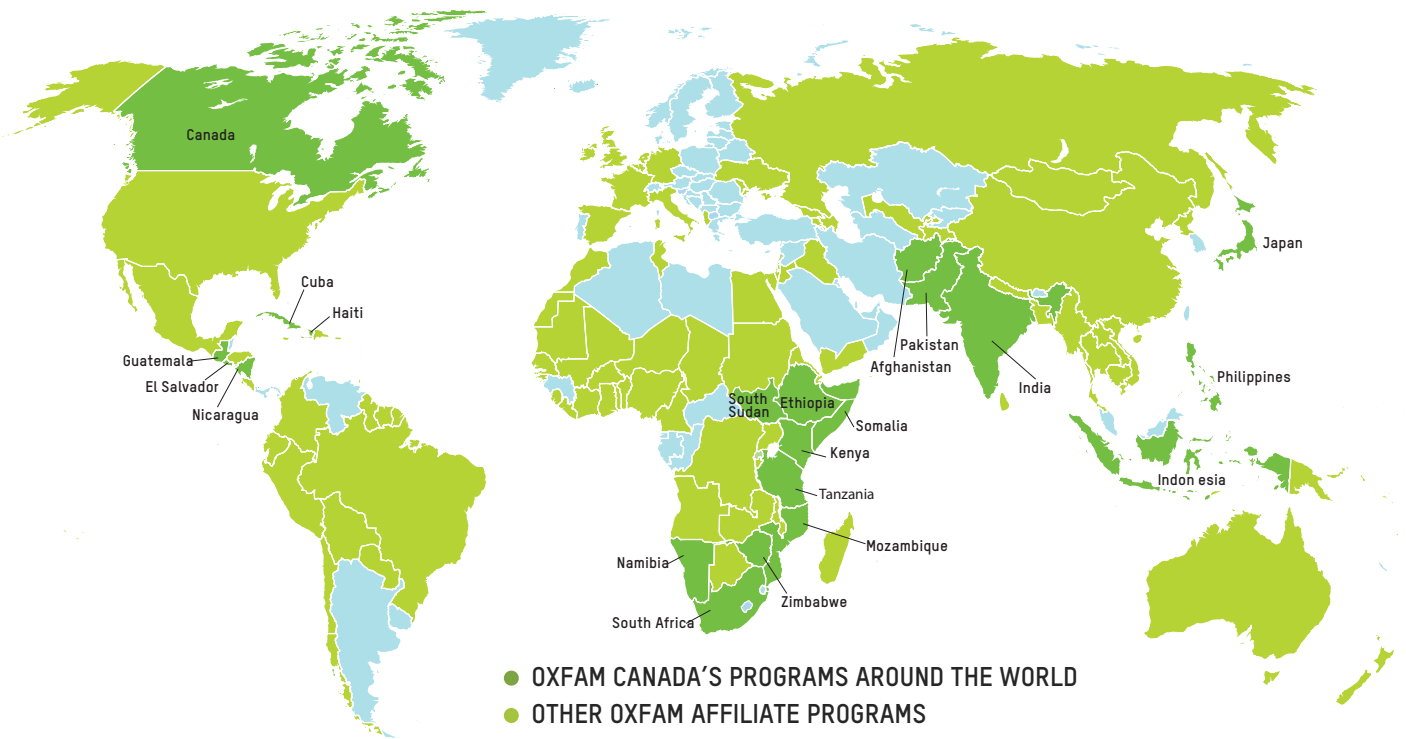 Canada
Japan
Cuba
Haiti
Pakistan
Guatemala
Afghanistan
El Salvador
India
Philippines
Nicaragua
South
Sudan
Ethiopia
Somalia
Kenya
Indon esia
Tanzania
Mozambique
Namibia
Zimbabwe
South Africa
OXFAM CANADA’S PROGRAMS AROUND THE WORLD
OTHER OXFAM AFFILIATE PROGRAMS